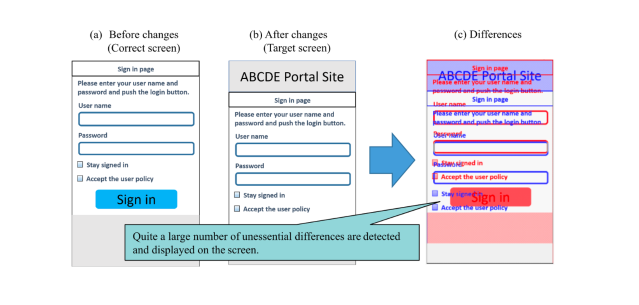 (a) Before changes
(Correct screen)
Sign in page
Please enter your user name and
password and push the login button.
User name
Password
Stay signed in
Accept the user policy
Sign in
(b) After changes
(Target screen)
ABCDE Portal Site
Sign in page
Please enter your user name and
password and push the login button.
User name
Password
Stay signed in
Accept the user policy
(c) Differences
Sign in page
ABCDE Portal Site
Please enter your user name and
password and push the login button.
Sign in page
User name
Please enter your user name and
password and push the login button.
Password
User name
Stay signed in
Password
Accept the user policy
Stay signed in
Sign in
Accept the user policy
Quite a large number of unessential differences are detected
and displayed on the screen.